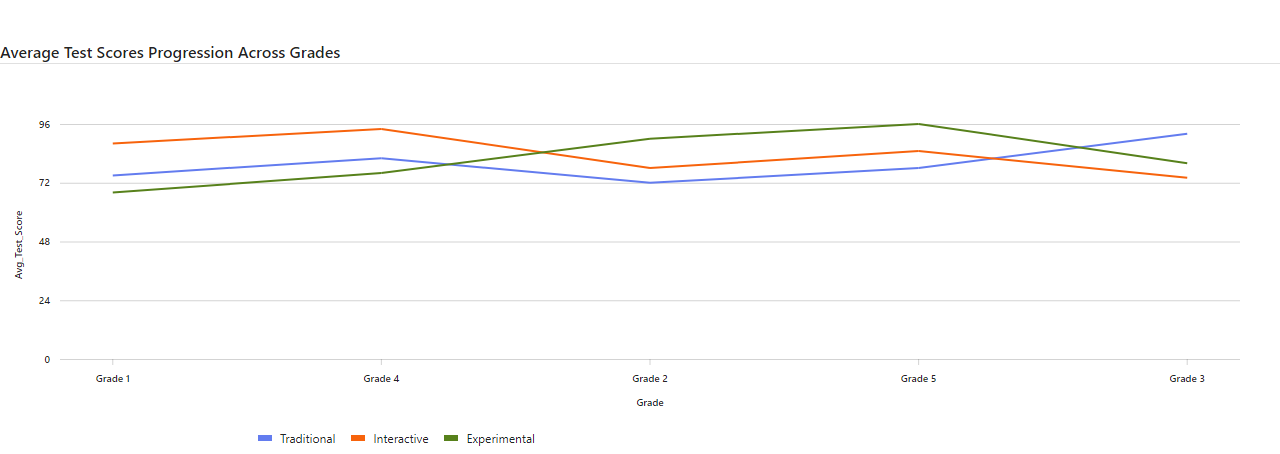 Average Test Scores Progression Across Grades
96
72
48
24
0
Avg_Test_Score
Grade 1 Grade 4 Grade 2 Grade 5 Grade 3
Grade
Traditional Interactive Experimental